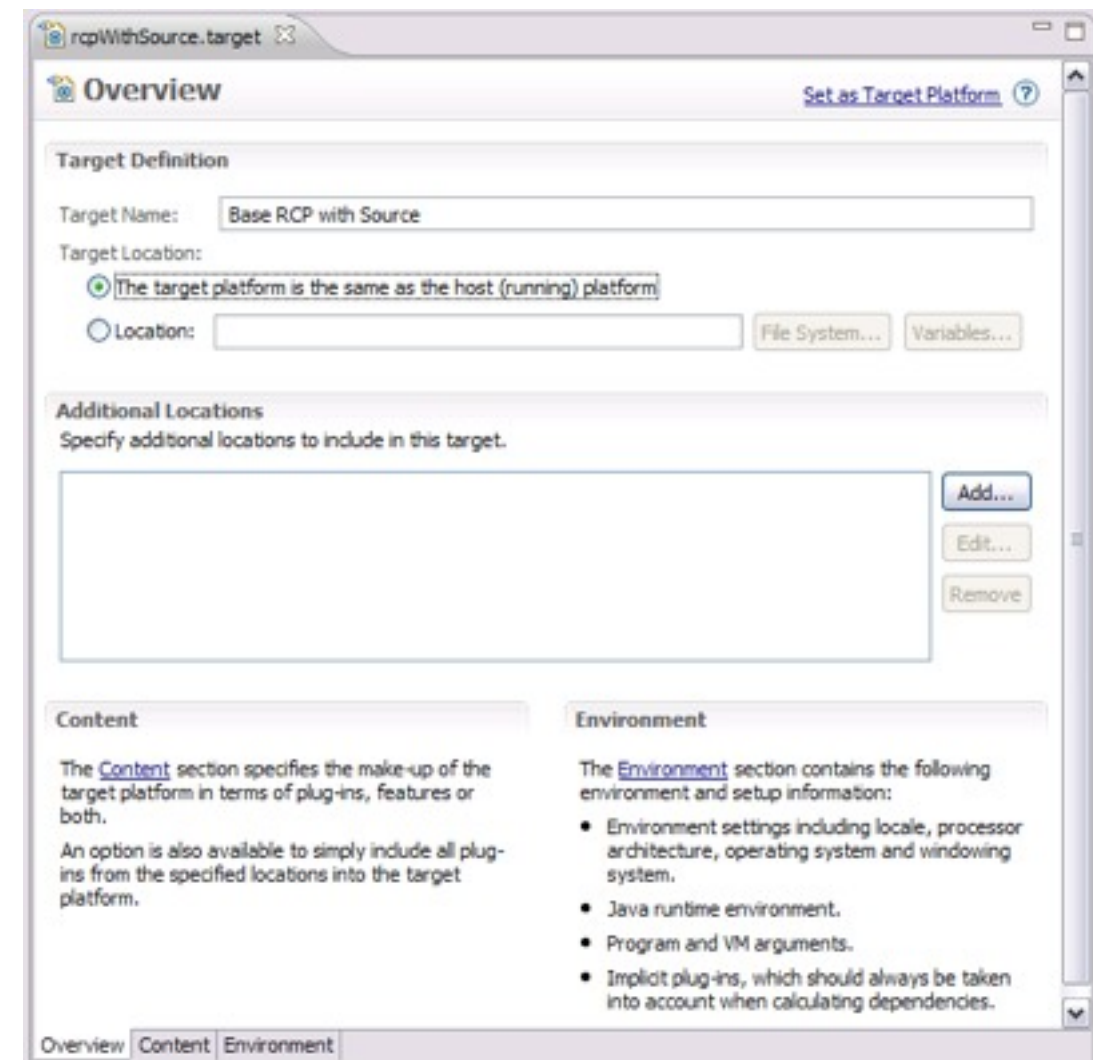 rcpWithSource.target
Overview
Set as Target Platform
Target Definition
Target Name: Base RCP with Source
Target Location:
The target platform is the same as the host (running) platform
Location: File System... Variables...
Additional Locations
Specify additional locations to include in this target.
Add...
Edit...
Remove
Content
The Content section specifies the make-up of the
target platform in terms of plug-ins, features or
both.
An option is also available to simply include all plug-
ins from the specified locations into the target
platform.
Environment
The Environment section contains the following
environment and setup information:
• Environment settings including locale, processor
architecture, operating system and windowing
system.
• Java runtime environment.
• Program and VM arguments.
• Implicit plug-ins, which should always be taken
into account when calculating dependencies.
Overview Content Environment